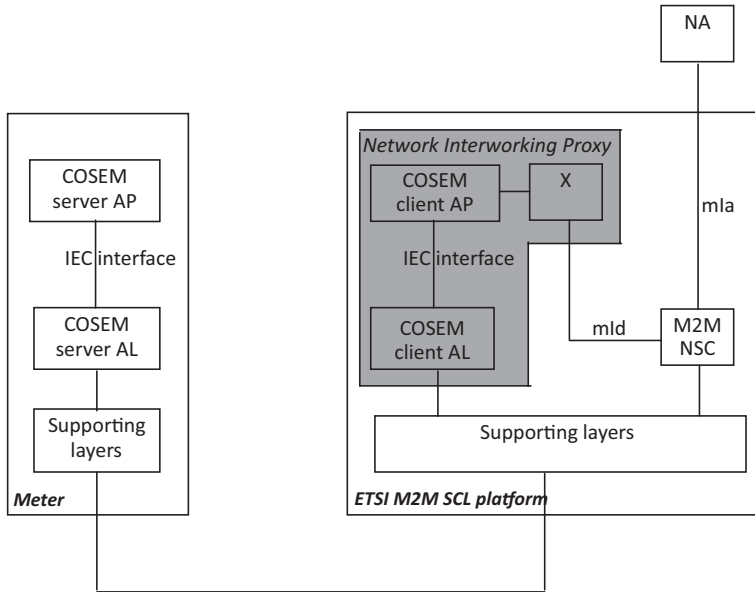 NA
Network Interworking Proxy
COSEM
server AP
COSEM
client AP
X
mIa
IEC interface
IEC interface
COSEM
server AL
COSEM
client AL
mId
M2M
NSC
Supporting
layers
Supporting layers
Meter
ETSI M2M SCL platform